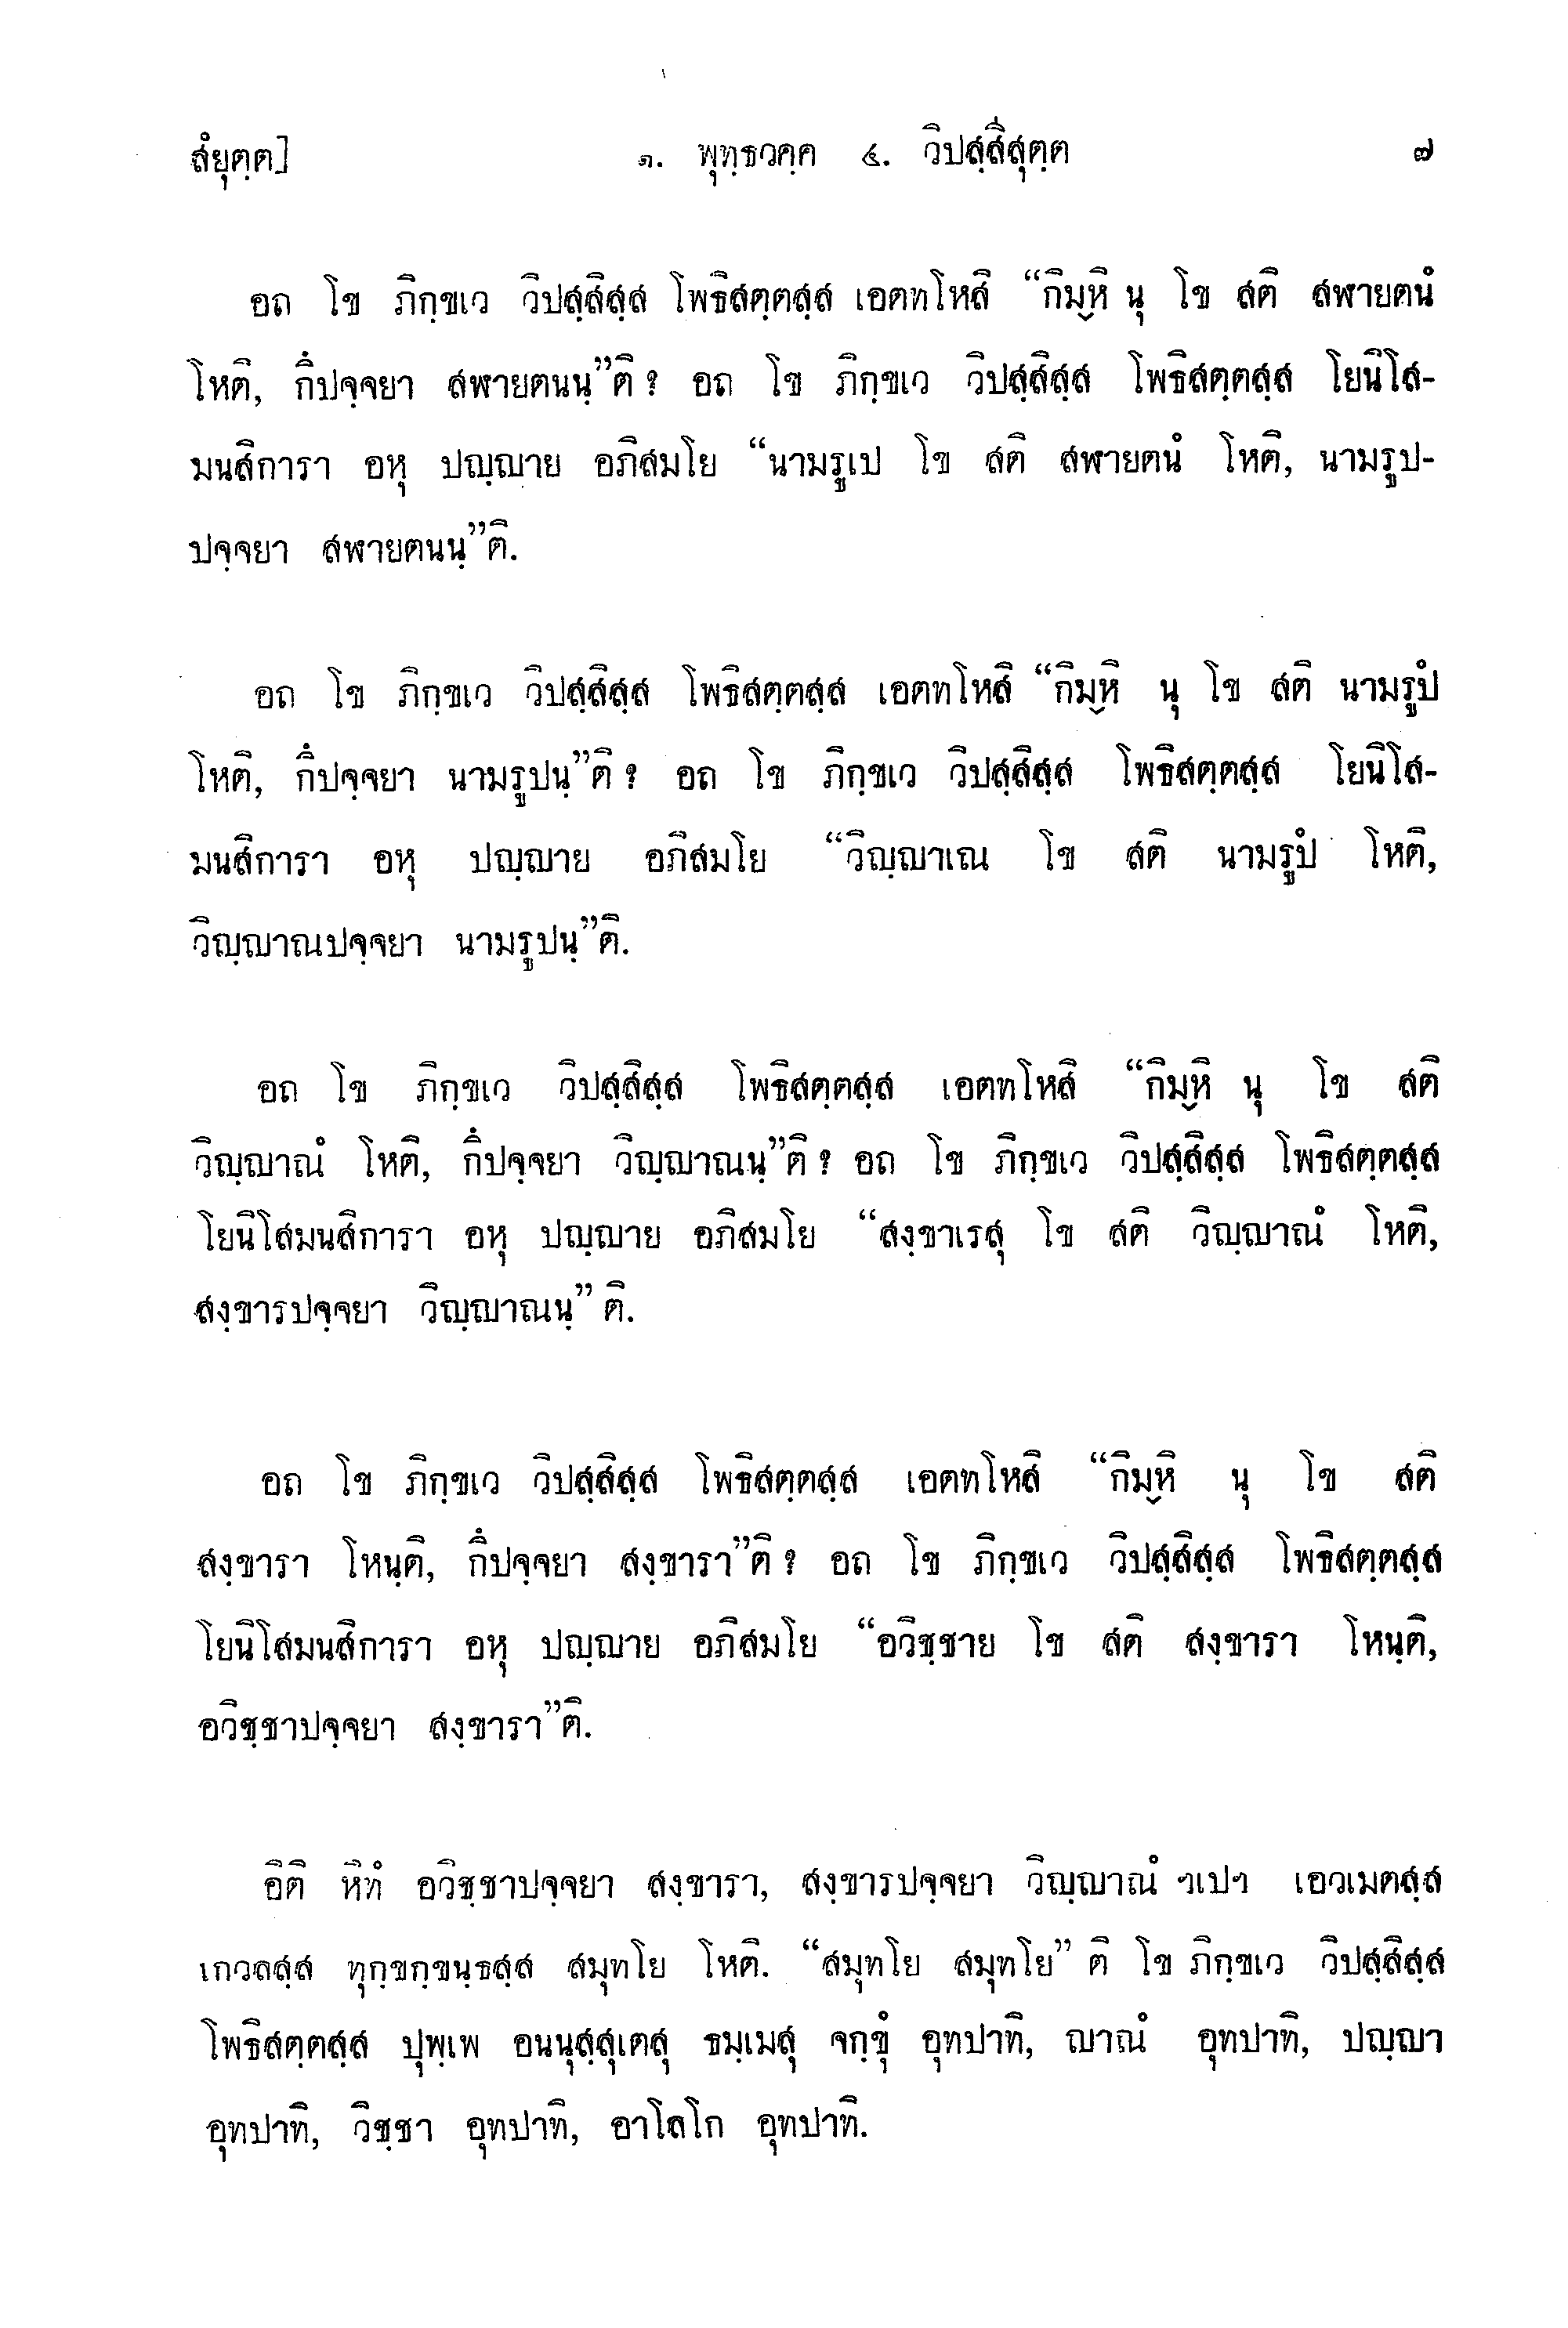 สํยุตฺต]	๑. พุทฺธวคฺค ๔. วิปสฺสิสุตฺต	๗
อถ โข ภิกฺขเว วิปสฺสิสฺส โพธิสตฺตสฺส เอตทโหสิ “กิมฺหิ นุ โข สติ สฬายตนํ
โหติ, กิํปจฺจยา สฬายตนนฺ”ติ ? อถ โข ภิกฺขเว วิปสฺสิสฺส โพธิสตฺตสฺส โยนิโส-
มนสิการา อหุ ปญฺญาย อภิสมโย “นามรูเป โข สติ สฬายตนํ โหติ, นามรูป-
ปจฺจยา สฬายตนนฺ”ติ.
อถ โข ภิกฺขเว วิปสฺสิสฺส โพธิสตฺตสฺส เอตทโหสิ “กิมฺหิ นุ โข สติ นามรูปํ
โหติ, กิํปจฺจยา นามรูปนฺ”ติ ? อถ โข ภิกฺขเว วิปสฺสิสฺส โพธิสตฺตสฺส โยนิโส-
มนสิการา อหุ ปญฺญาย อภิสมโย “วิญฺญาเณ โข สติ นามรูปํ โหติ,
วิญฺญาณปจฺจยา นามรูปนฺ”ติ.
อถ โข ภิกฺขเว วิปสฺสิสฺส โพธิสตฺตสฺส เอตทโหสิ “กิมฺหิ นุ โข สติ
วิญฺญาณํ โหติ, กิํปจฺจยา วิญฺญาณนฺ”ติ ? อถ โข ภิกฺขเว วิปสฺสิสฺส โพธิสตฺตสฺส
โยนิโสมนสิการา อหุ ปญฺญาย อภิสมโย “สงฺขาเรสุ โข สติ วิญฺญาณํ โหติ,
สงฺขารปจฺจยา วิญฺญาณนฺ” ติ.
อถ โข ภิกฺขเว วิปสฺสิสฺส โพธิสตฺตสฺส เอตทโหสิ “กิมฺหิ นุ โข สติ
สงฺขารา โหนฺติ, กิํปจฺจยา สงฺขารา”ติ ? อถ โข ภิกฺขเว วิปสฺสิสฺส โพธิสตฺตสฺส
โยนิโสมนสิการา อหุ ปญฺญาย อภิสมโย “อวิชฺชาย โข สติ สงฺขารา โหนฺติ,
อวิชฺชาปจฺจยา สงฺขารา”ติ.
อิติ หิทํ อวิชฺชาปจฺจยา สงฺขารา, สงฺขารปจฺจยา วิญฺญาณํ ฯเปฯ เอวเมตสฺส
เกวลสฺส ทุกฺขกฺขนฺธสฺส สมุทโย โหติ. “สมุทโย สมุทโย” ติ โข ภิกฺขเว วิปสฺสิสฺส
โพธิสตฺตสฺส ปุพฺเพ อนนุสฺสุเตสุ ธมฺเมสุ จกฺขุํ อุทปาทิ, ญาณํ อุทปาทิ, ปญฺญา
อุทปาทิ, วิชฺชา อุทปาทิ, อาโลโก อุทปาทิ.